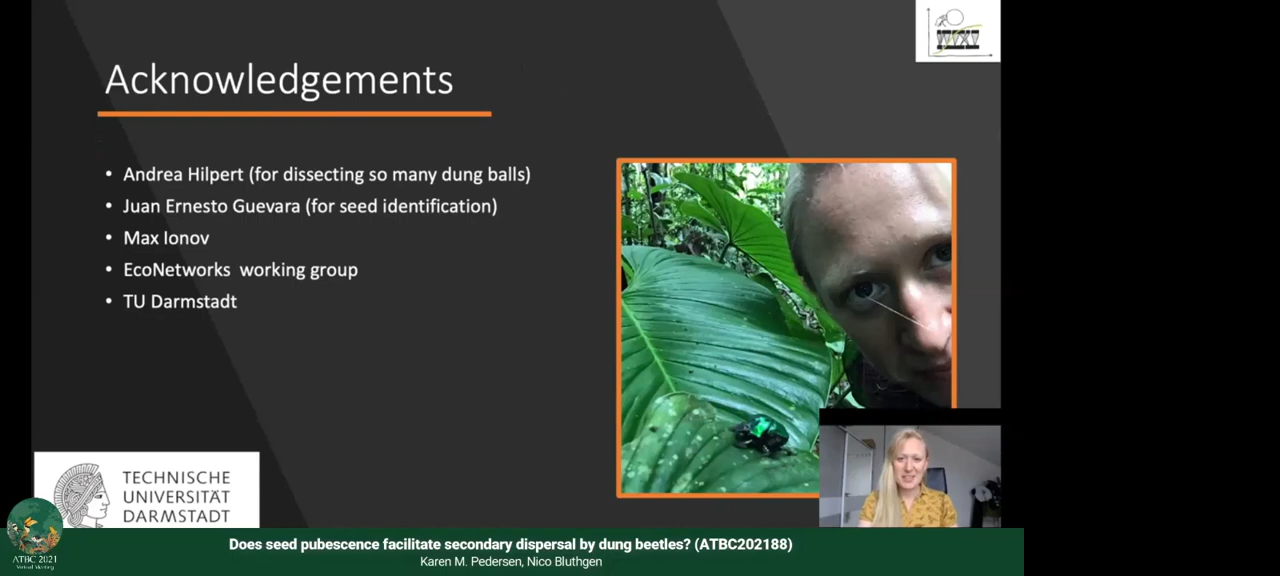 Acknowledgements
• Andrea Hilpert (for dissecting so many dung balls)
• Juan Ernesto Guevara (for seed identification)
• Max Ionov
• EcoNetworks working group
• TU Darmstadt
TECHNISCHE
UNIVERSITÄT
DARMSTADT
ATBC 2021
Virtual Meeting
Does seed pubescence facilitate secondary dispersal by dung beetles? (ATBC202188)
Karen M. Pedersen, Nico Bluthgen